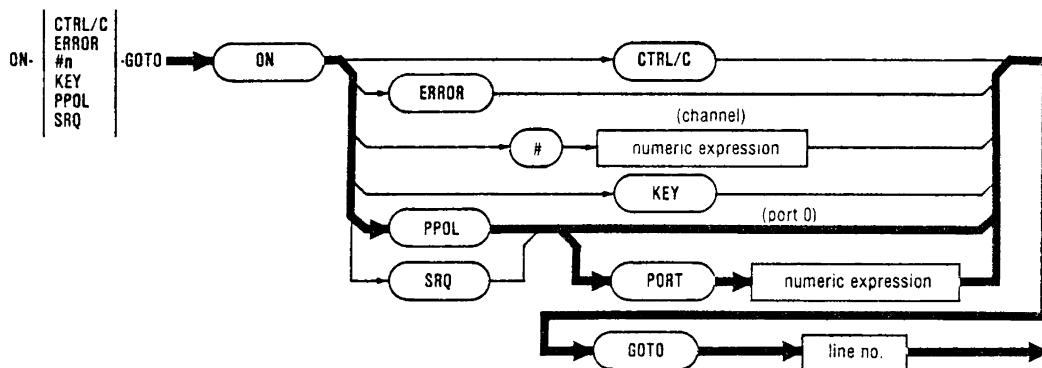 ON-
CTRL/C
ERROR
#n
KEY
PPOL
SRQ
-GOTO
ON
CTRL/C
ERROR
(channel)
#
numeric expression
KEY
(port 0)
PPOL
SRQ
PORT
numeric expression
GOTO
line no.